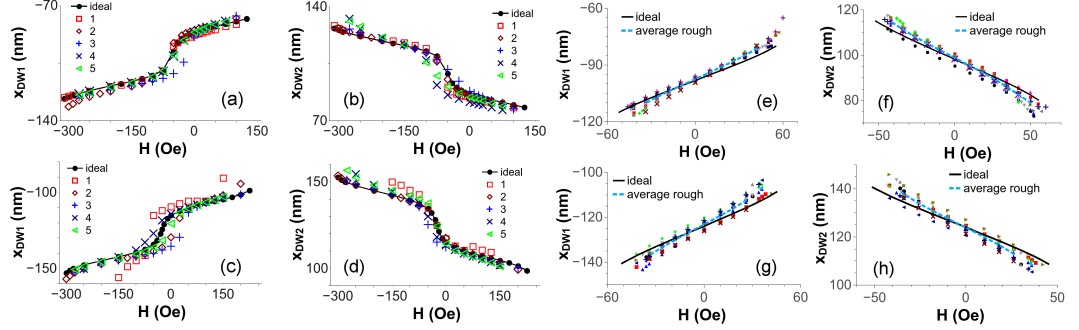 −70
−140
x_DW1 (nm)
ideal
1
2
3
4
5
(a)
−300
−150
0
150
H (Oe)
140
70
x_DW2 (nm)
ideal
1
2
3
4
5
(b)
−300
−150
0
150
H (Oe)
−60
−90
−120
x_DW1 (nm)
ideal
average rough
(e)
−60
0
60
H (Oe)
120
100
80
x_DW2 (nm)
ideal
average rough
(f)
−50
0
50
H (Oe)
−100
−150
x_DW1 (nm)
ideal
1
2
3
4
5
(c)
−300
−150
0
150
H (Oe)
150
100
x_DW2 (nm)
ideal
1
2
3
4
5
(d)
−300
−150
0
150
H (Oe)
−100
−120
−140
x_DW1 (nm)
ideal
average rough
(g)
−60
0
60
H (Oe)
140
120
100
x_DW2 (nm)
ideal
average rough
(h)
−50
0
50
H (Oe)